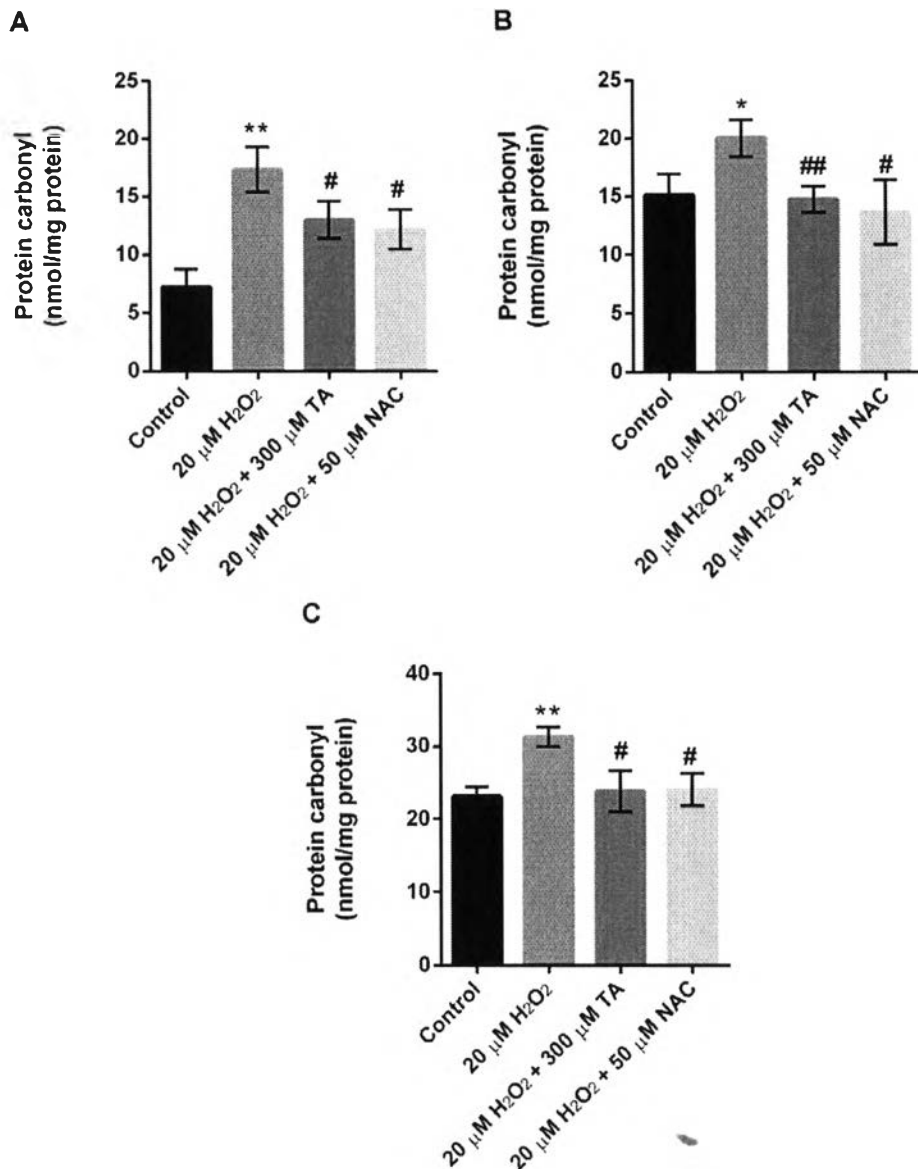 A
Protein carbonyl
(nmol/mg protein)
25
20
15
10
5
0
**
#
#
Control
20 μM H₂O₂
20 μM H₂O₂ + 300 μM TA
20 μM H₂O₂ + 50 μM NAC
B
Protein carbonyl
(nmol/mg protein)
25
20
15
10
5
0
*
##
#
Control
20 μM H₂O₂
20 μM H₂O₂ + 300 μM TA
20 μM H₂O₂ + 50 μM NAC
C
Protein carbonyl
(nmol/mg protein)
40
30
20
10
0
**
#
#
Control
20 μM H₂O₂
20 μM H₂O₂ + 300 μM TA
20 μM H₂O₂ + 50 μM NAC